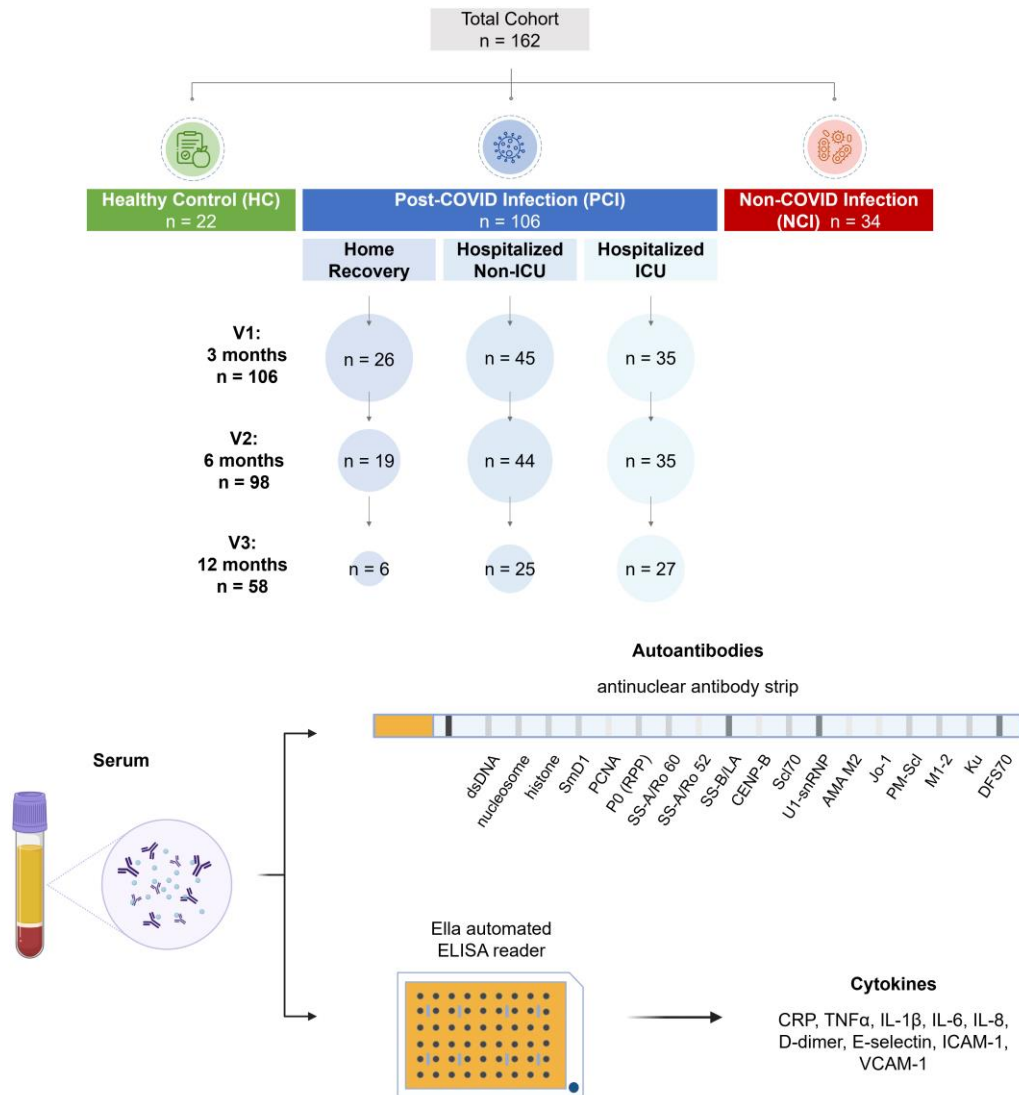 Total Cohort
n = 162
Healthy Control (HC)
n = 22
Post-COVID Infection (PCI)
n = 106
Non-COVID Infection
(NCI) n = 34
Home
Recovery
Hospitalized
Non-ICU
Hospitalized
ICU
V1:
3 months
n = 106
n = 26
n = 45
n = 35
V2:
6 months
n = 98
n = 19
n = 44
n = 35
V3:
12 months
n = 58
n = 6
n = 25
n = 27
Autoantibodies
antinuclear antibody strip
dsDNA
nucleosome
histone
SmD1
PCNA
P0 (RPP)
SS-A/Ro 60
SS-A/Ro 52
SS-B/LA
CENP-B
Scl70
U1-snRNP
AMA M2
Jo-1
PM-Scl
M1-2
Ku
DFS70
Serum
Ella automated
ELISA reader
Cytokines
CRP, TNFα, IL-1β, IL-6, IL-8,
D-dimer, E-selectin, ICAM-1,
VCAM-1